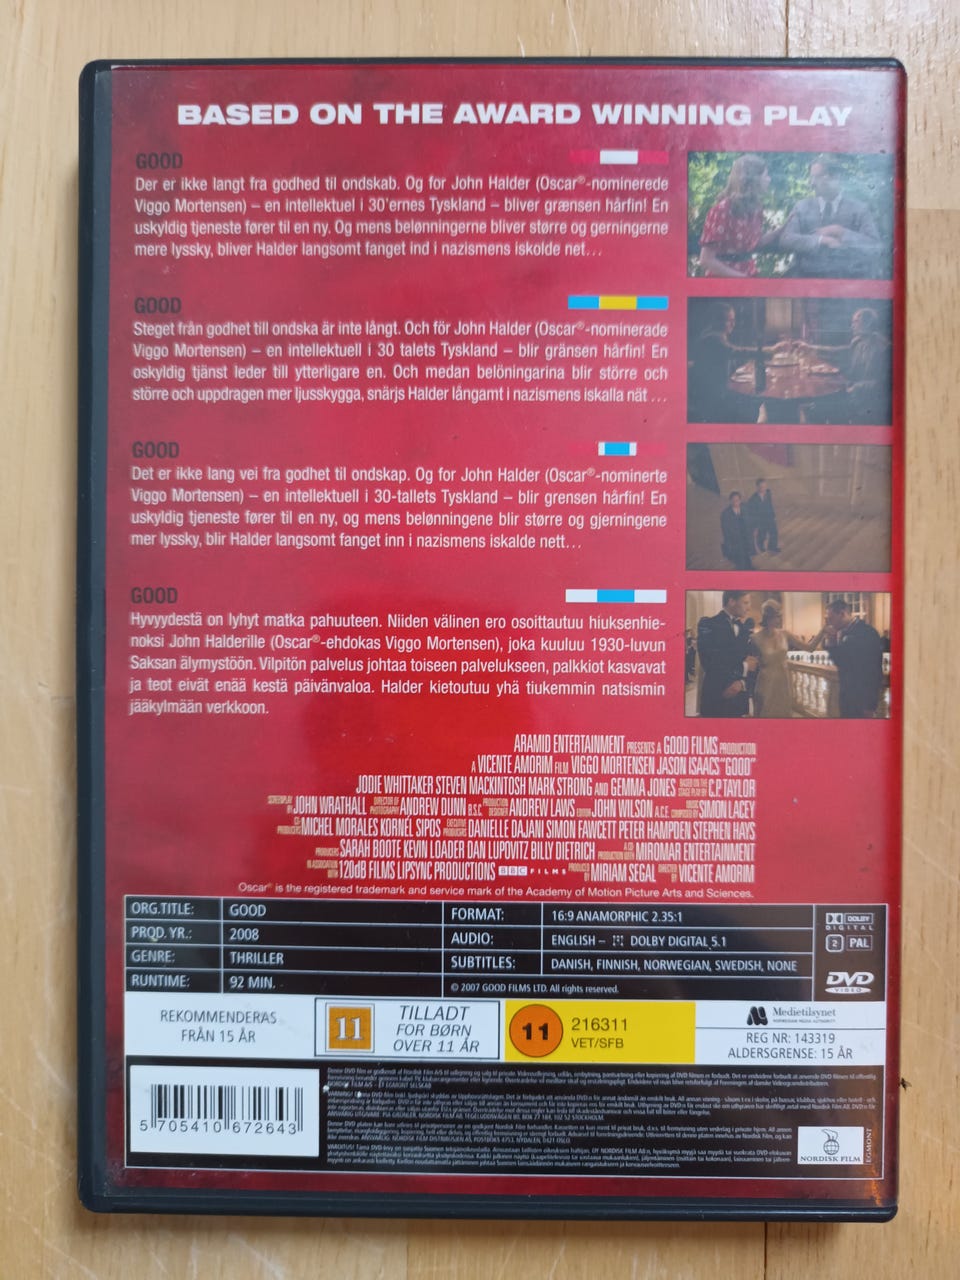 BASED ON THE AWARD WINNING PLAY
GOOD
Der er ikke langt fra godhed til ondskab. Og for John Halder (Oscar®-nominerede
Viggo Mortensen) – en intellektuel i 30'ernes Tyskland – bliver grænsen hårfin! En
uskyldig tjeneste fører til en ny. Og mens belønningerne bliver større og gerningerne
mere lyssky, bliver Halder langsomt fanget ind i nazismens iskolde net…
GOOD
Steget från godhet till ondska är inte långt. Och för John Halder (Oscar®-nominerade
Viggo Mortensen) – en intellektuell i 30 talets Tyskland – blir gränsen hårfin! En
oskyldig tjänst leder till ytterligare en. Och medan belöningarina blir större och
större och uppdragen mer ljusskygga, snärjs Halder långamt i nazismens iskalla nät ...
GOOD
Det er ikke lang vei fra godhet til ondskap. Og for John Halder (Oscar®-nominerte
Viggo Mortensen) – en intellektuell i 30-tallets Tyskland – blir grensen hårfin! En
uskyldig tjeneste fører til en ny, og mens belønningene blir større og gjerningene
mer lyssky, blir Halder langsomt fanget inn i nazismens iskalde nett…
GOOD
Hyvyydestä on lyhyt matka pahuuteen. Niiden välinen ero osoittautuu hiuksenhie-
noksi John Halderille (Oscar®-ehdokas Viggo Mortensen), joka kuuluu 1930-luvun
Saksan älymystöön. Vilpitön palvelus johtaa toiseen palvelukseen, palkkiot kasvavat
ja teot eivät enää kestä päivänvaloa. Halder kietoutuu yhä tiukemmin natsismin
jääkylmään verkkoon.
ARAMID ENTERTAINMENT PRESENTS A GOOD FILMS PRODUCTION
A VICENTE AMORIM FILM VIGGO MORTENSEN JASON ISAACS "GOOD"
JODIE WHITTAKER STEVEN MACKINTOSH MARK STRONG AND GEMMA JONES BASED ON THE STAGE PLAY BY C.P. TAYLOR
SCREENPLAY BY JOHN WRATHALL DIRECTOR OF PHOTOGRAPHY ANDREW DUNN B.S.C. PRODUCTION DESIGNER ANDREW LAWS EDITOR JOHN WILSON A.C.E. MUSIC COMPOSED BY SIMON LACEY
CO-PRODUCERS MICHEL MORALES KORNÉL SIPOS EXECUTIVE PRODUCERS DANIELLE DAJANI SIMON FAWCETT PETER HAMPDEN STEPHEN HAYS
PRODUCERS SARAH BOOTE KEVIN LOADER DAN LUPOVITZ BILLY DIETRICH A CO-PRODUCTION WITH MIROMAR ENTERTAINMENT
IN ASSOCIATION WITH 120dB FILMS LIPSYNC PRODUCTIONS BBC FILMS PRODUCED BY MIRIAM SEGAL DIRECTED BY VICENTE AMORIM
Oscar® is the registered trademark and service mark of the Academy of Motion Picture Arts and Sciences.
ORG.TITLE: GOOD
PROD. YR.: 2008
GENRE: THRILLER
RUNTIME: 92 MIN.
FORMAT: 16:9 ANAMORPHIC 2.35:1
AUDIO: ENGLISH – DOLBY DIGITAL 5.1
SUBTITLES: DANISH, FINNISH, NORWEGIAN, SWEDISH, NONE
© 2007 GOOD FILMS LTD. All rights reserved.
DOLBY
DIGITAL
2 PAL
DVD
VIDEO
REKOMMENDERAS
FRÅN 15 ÅR
11
TILLADT
FOR BØRN
OVER 11 ÅR
11
216311
VET/SFB
Medietilsynet
NORWEGIAN MEDIA AUTHORITY
REG NR: 143319
ALDERSGRENSE: 15 ÅR
5 705410 672643
NORDISK FILM
EGMONT